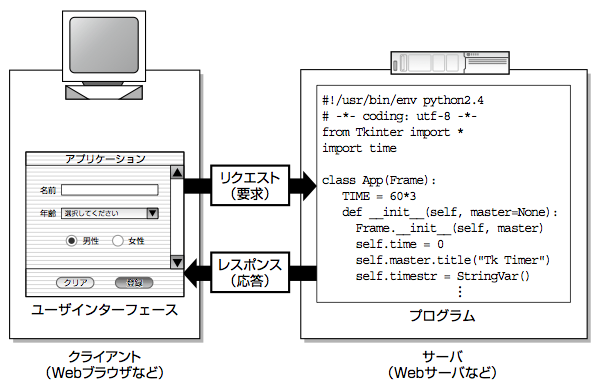 アプリケーション
名前
年齢 選択してください
男性 女性
クリア 登録
ユーザインターフェース
クライアント
（Webブラウザなど）
リクエスト
（要求）
レスポンス
（応答）
#!/usr/bin/env python2.4
# -*- coding: utf-8 -*-
from Tkinter import *
import time
class App(Frame):
TIME = 60*3
def __init__(self, master=None):
Frame.__init__(self, master)
self.time = 0
self.master.title("Tk Timer")
self.timestr = StringVar()
⋮
プログラム
サーバ
（Webサーバなど）